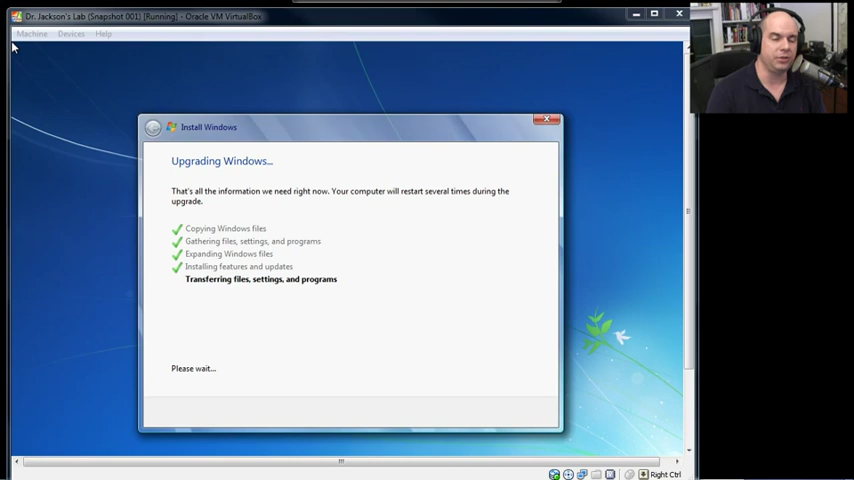 Dr. Jackson's Lab (Snapshot 001) [Running] - Oracle VM VirtualBox
Machine Devices Help
Install Windows
Upgrading Windows...
That's all the information we need right now. Your computer will restart several times during the
upgrade.
Copying Windows files
Gathering files, settings, and programs
Expanding Windows files
Installing features and updates
Transferring files, settings, and programs
Please wait...
Right Ctrl